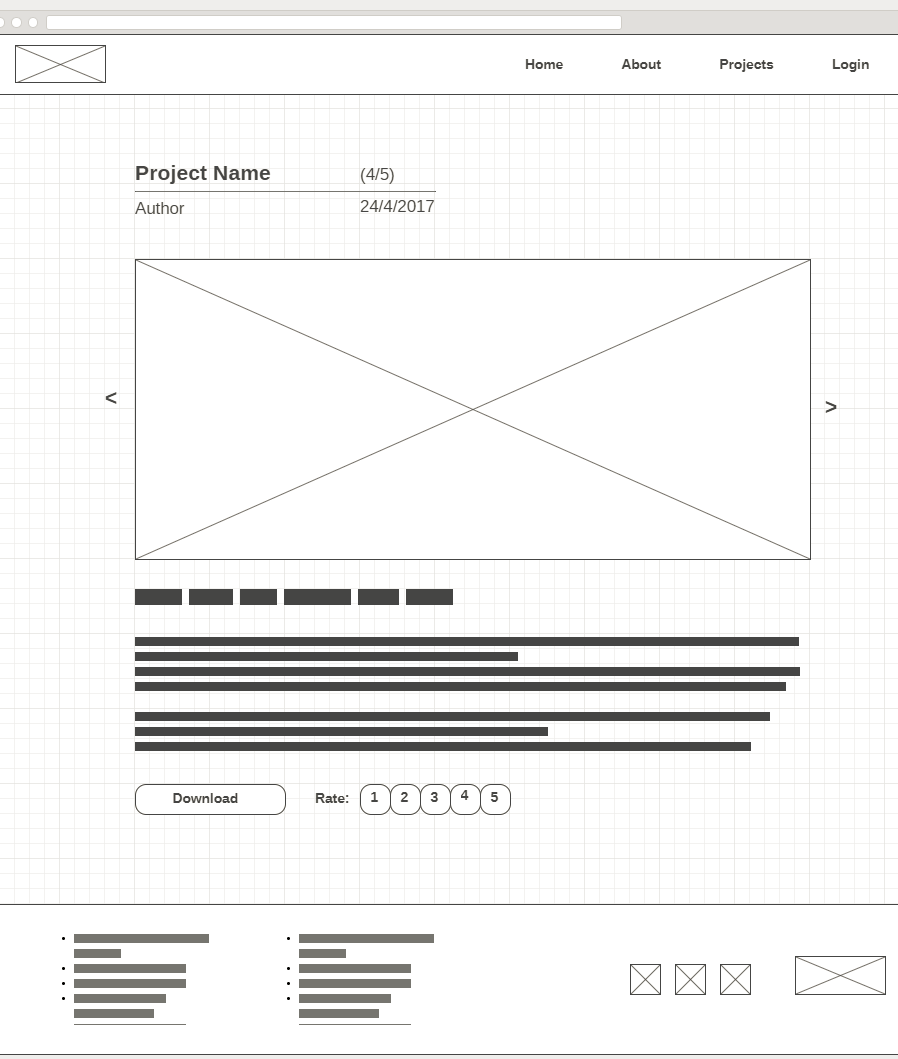 Home About Projects Login
Project Name (4/5)
Author 24/4/2017
< >
Download Rate: 1 2 3 4 5